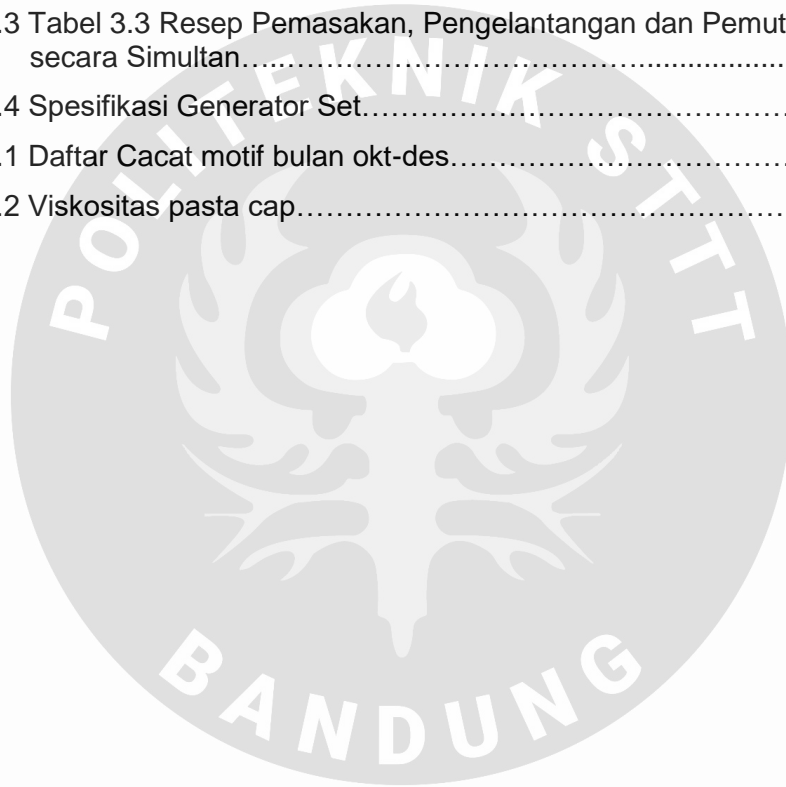 .3 Tabel 3.3 Resep Pemasakan, Pengelantangan dan Pemut
secara Simultan…..……………………………………..................
.4 Spesifikasi Generator Set……………………………………………
.1 Daftar Cacat motif bulan okt-des…………………………………
.2 Viskositas pasta cap…………………………………………………
POLITEKNIK STTT
BANDUNG